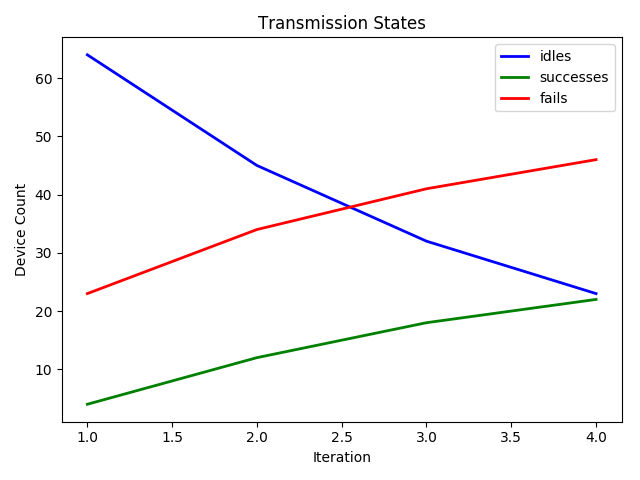 Transmission States
idles
successes
fails
Device Count
60
50
40
30
20
10
1.0 1.5 2.0 2.5 3.0 3.5 4.0
Iteration